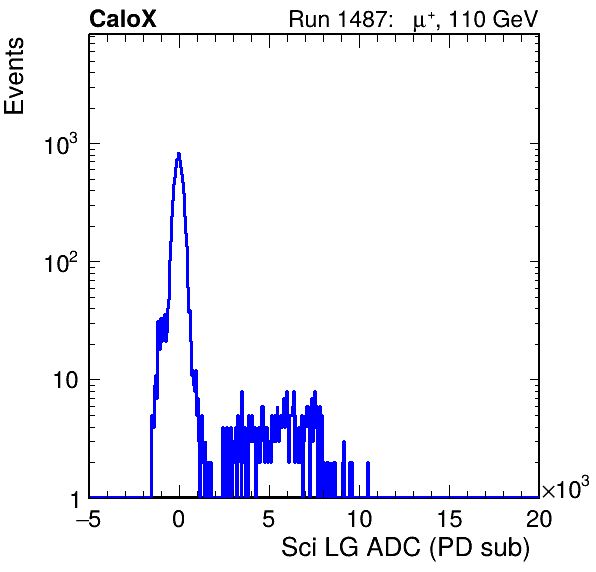 CaloX Run 1487: μ⁺, 110 GeV
Events
10³
10²
10
1
−5 0 5 10 15 20 ×10³
Sci LG ADC (PD sub)